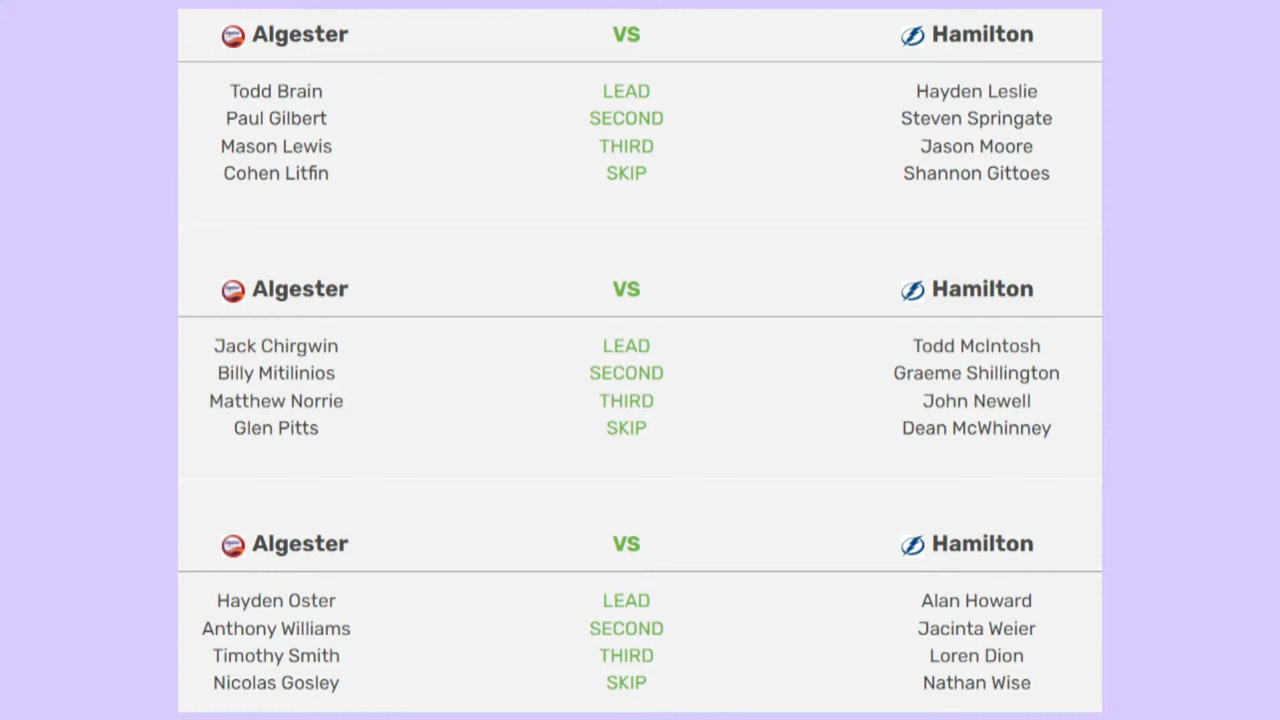 Algester VS Hamilton
Todd Brain LEAD Hayden Leslie
Paul Gilbert SECOND Steven Springate
Mason Lewis THIRD Jason Moore
Cohen Litfin SKIP Shannon Gittoes
Algester VS Hamilton
Jack Chirgwin LEAD Todd McIntosh
Billy Mitilinios SECOND Graeme Shillington
Matthew Norrie THIRD John Newell
Glen Pitts SKIP Dean McWhinney
Algester VS Hamilton
Hayden Oster LEAD Alan Howard
Anthony Williams SECOND Jacinta Weier
Timothy Smith THIRD Loren Dion
Nicolas Gosley SKIP Nathan Wise